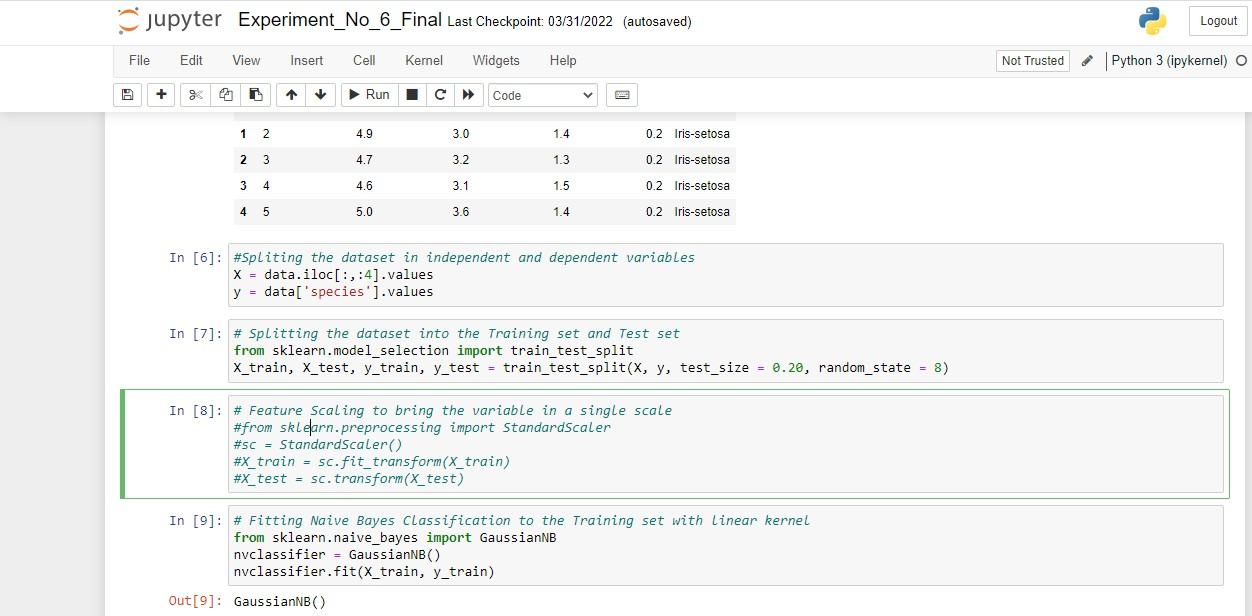 jupyter Experiment_No_6_Final Last Checkpoint: 03/31/2022 (autosaved) Logout
File Edit View Insert Cell Kernel Widgets Help Not Trusted Python 3 (ipykernel)
Run Code
1 2 4.9 3.0 1.4 0.2 Iris-setosa
2 3 4.7 3.2 1.3 0.2 Iris-setosa
3 4 4.6 3.1 1.5 0.2 Iris-setosa
4 5 5.0 3.6 1.4 0.2 Iris-setosa
In [6]: #Spliting the dataset in independent and dependent variables
X = data.iloc[:,:4].values
y = data['species'].values
In [7]: # Splitting the dataset into the Training set and Test set
from sklearn.model_selection import train_test_split
X_train, X_test, y_train, y_test = train_test_split(X, y, test_size = 0.20, random_state = 8)
In [8]: # Feature Scaling to bring the variable in a single scale
#from sklearn.preprocessing import StandardScaler
#sc = StandardScaler()
#X_train = sc.fit_transform(X_train)
#X_test = sc.transform(X_test)
In [9]: # Fitting Naive Bayes Classification to the Training set with linear kernel
from sklearn.naive_bayes import GaussianNB
nvclassifier = GaussianNB()
nvclassifier.fit(X_train, y_train)
Out[9]: GaussianNB()